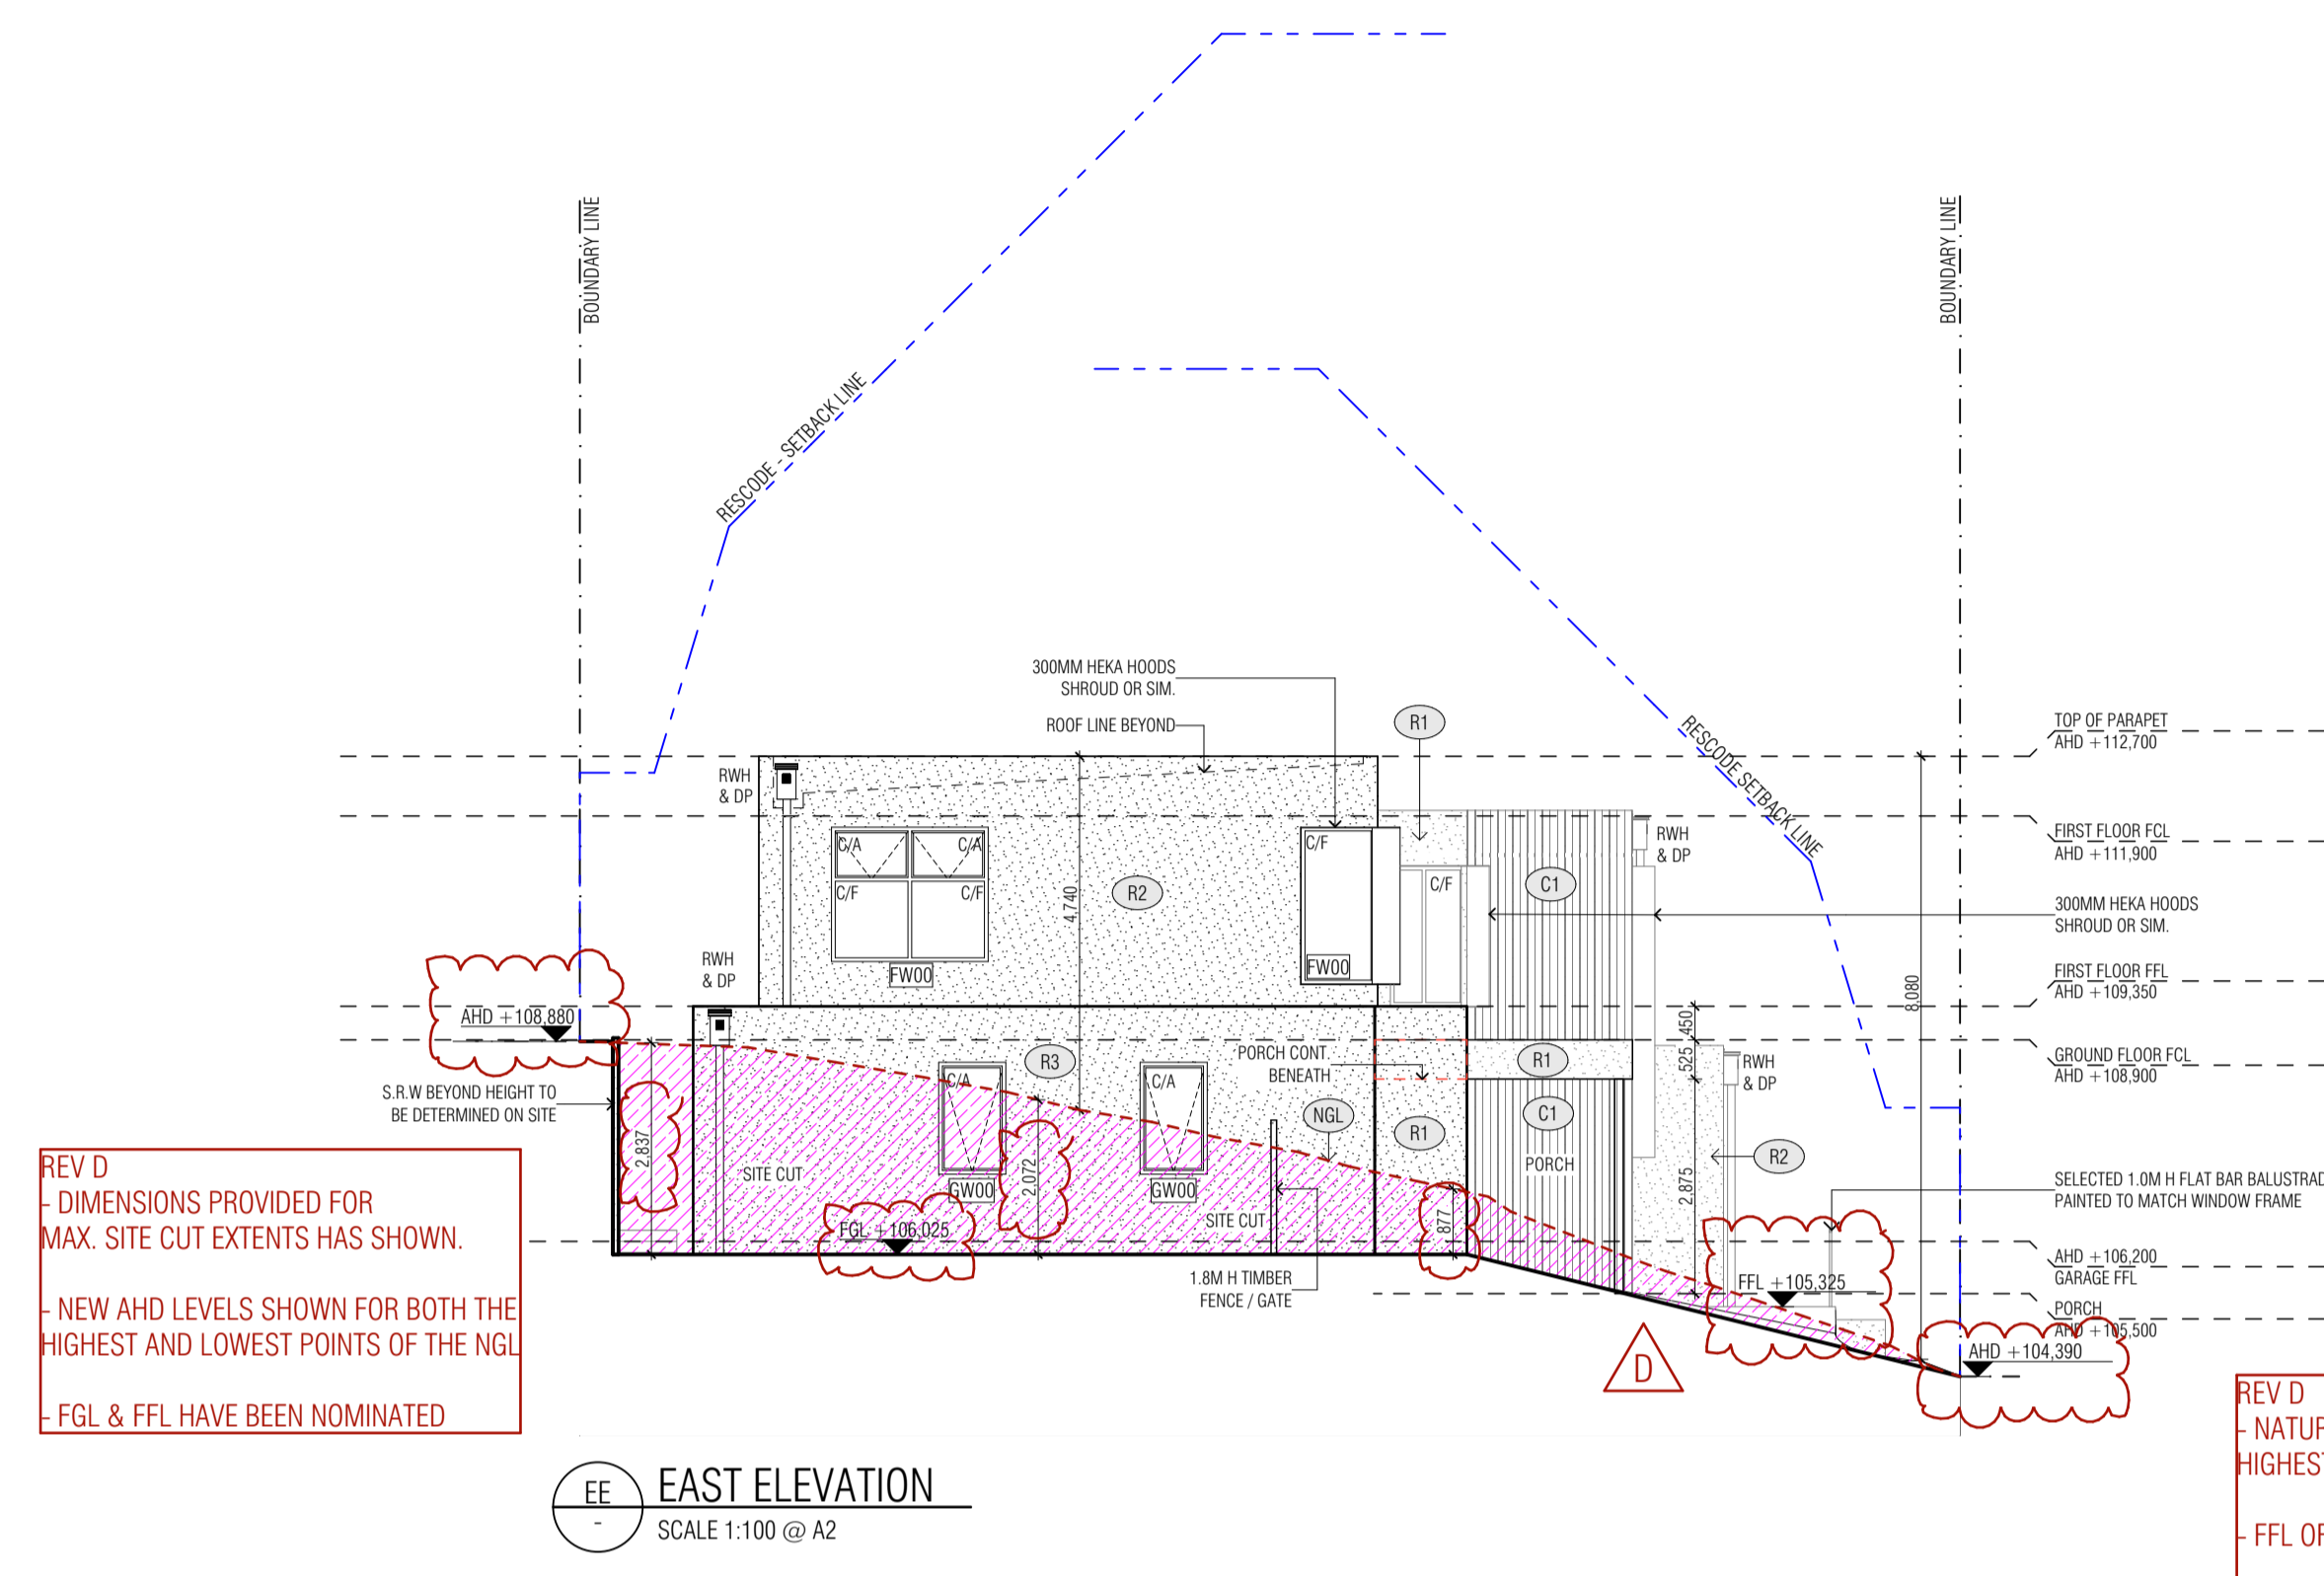 BOUNDARY LINE
BOUNDARY LINE
RESCODE - SETBACK LINE
RESCODE SETBACK LINE
300MM HEKA HOODS
SHROUD OR SIM.
ROOF LINE BEYOND
R1
TOP OF PARAPET
AHD +112,700
RWH
& DP
C/A
C/A
C/F
C/F
FW00
R2
4,740
C/F
FW00
C/F
C1
RWH
& DP
FIRST FLOOR FCL
AHD +111,900
300MM HEKA HOODS
SHROUD OR SIM.
FIRST FLOOR FFL
AHD +109,350
8,080
RWH
& DP
AHD +108,880
450
525
2,875
R3
PORCH CONT.
BENEATH
R1
RWH
& DP
GROUND FLOOR FCL
AHD +108,900
S.R.W BEYOND HEIGHT TO
BE DETERMINED ON SITE
C/A
C/A
NGL
R1
C1
R2
2,837
SITE CUT
GW00
2,072
GW00
PORCH
SELECTED 1.0M H FLAT BAR BALUSTRAD
PAINTED TO MATCH WINDOW FRAME
FGL +106,025
SITE CUT
877
1.8M H TIMBER
FENCE / GATE
FFL +105,325
AHD +106,200
GARAGE FFL
PORCH
AHD +105,500
AHD +104,390
D
REV D
- DIMENSIONS PROVIDED FOR
MAX. SITE CUT EXTENTS HAS SHOWN.
- NEW AHD LEVELS SHOWN FOR BOTH THE
HIGHEST AND LOWEST POINTS OF THE NGL
- FGL & FFL HAVE BEEN NOMINATED
REV D
- NATUR
HIGHEST
- FFL OF
EE
-
EAST ELEVATION
SCALE 1:100 @ A2